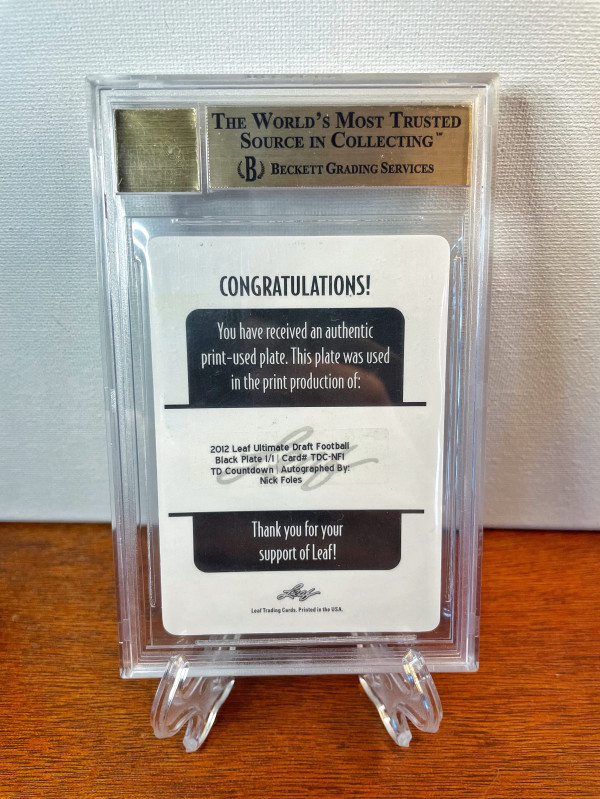 THE WORLD'S MOST TRUSTED
SOURCE IN COLLECTING™
B BECKETT GRADING SERVICES
CONGRATULATIONS!
You have received an authentic
print-used plate. This plate was used
in the print production of:
2012 Leaf Ultimate Draft Football
Black Plate 1/1 | Card# TDC-NF1
TD Countdown | Autographed By:
Nick Foles
Thank you for your
support of Leaf!
Leaf
Leaf Trading Cards. Printed in the USA.